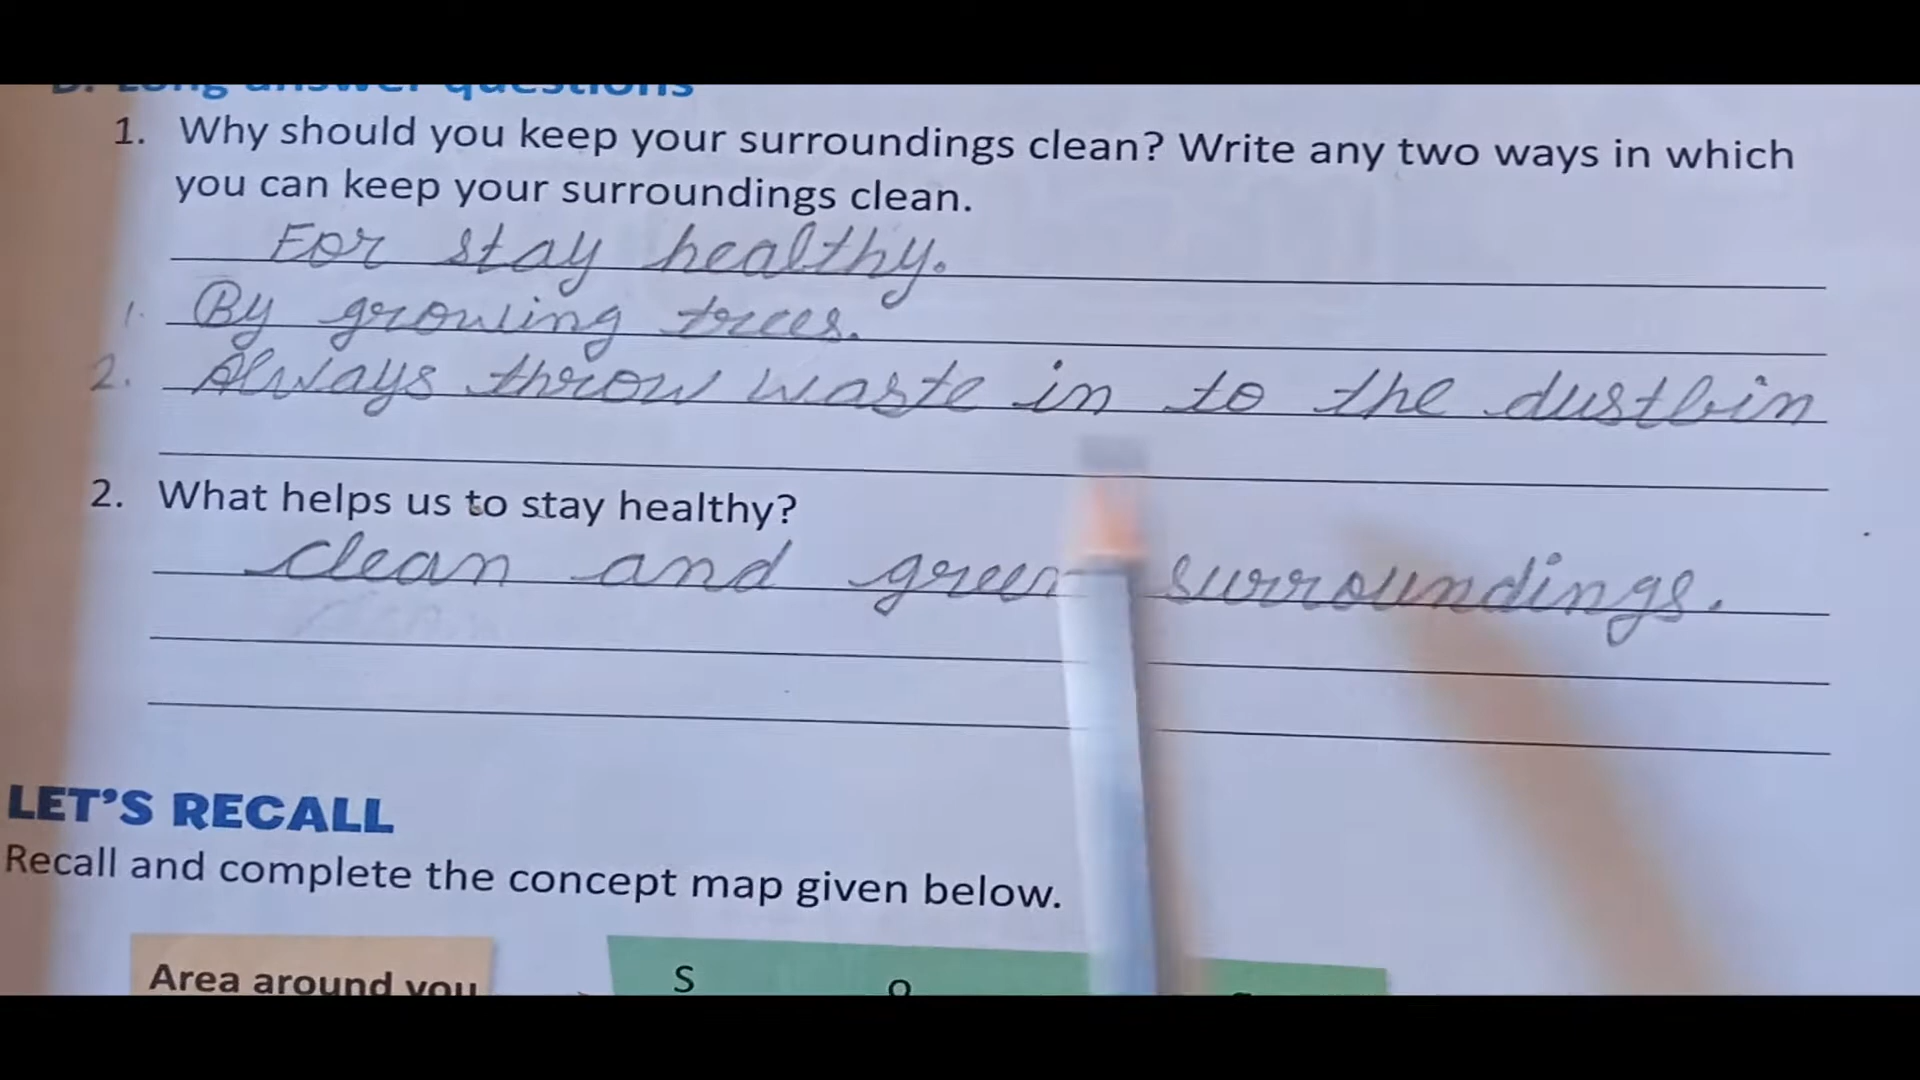 D. Long answer questions
1. Why should you keep your surroundings clean? Write any two ways in which
you can keep your surroundings clean.
For stay healthy.
1. By growing trees.
2. Always throw waste in to the dustbin
2. What helps us to stay healthy?
clean and green surroundings.
LET'S RECALL
Recall and complete the concept map given below.
Area around you
S O